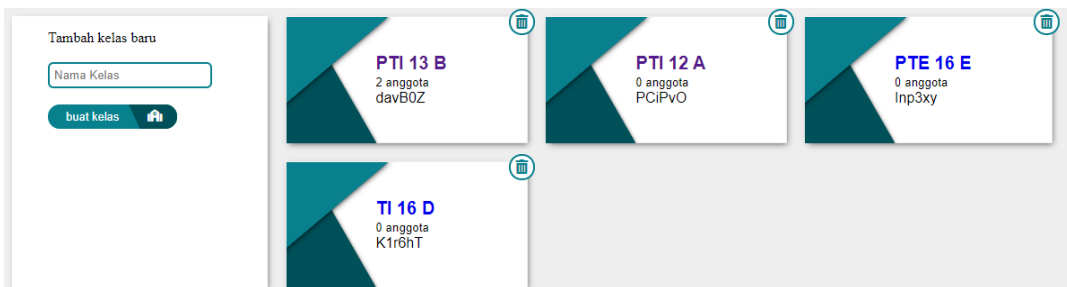 Tambah kelas baru
Nama Kelas
buat kelas
PTI 13 B
2 anggota
davB0Z
PTI 12 A
0 anggota
PCiPvO
PTE 16 E
0 anggota
Inp3xy
TI 16 D
0 anggota
K1r6hT